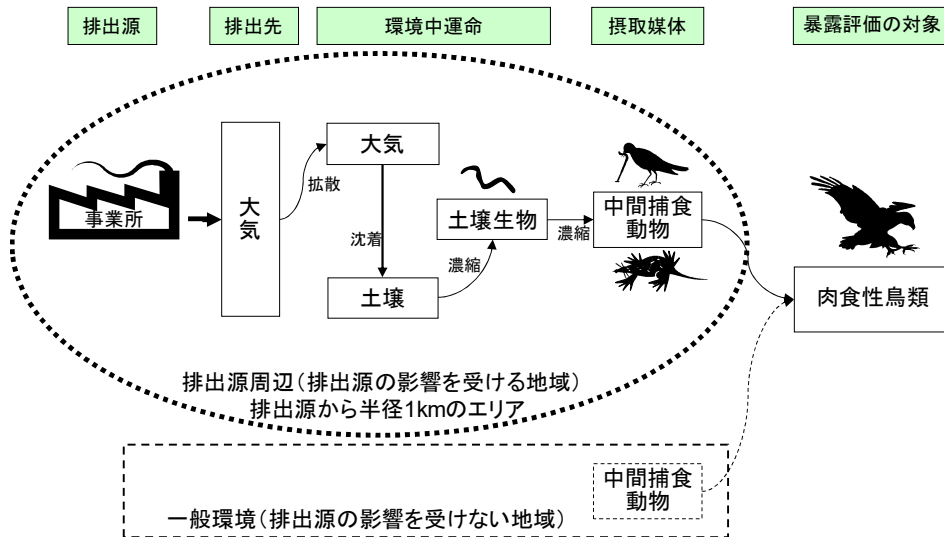 排出源
排出先
環境中運命
摂取媒体
暴露評価の対象
事業所
大
気
拡散
大気
沈着
土壌
濃縮
土壌生物
濃縮
中間捕食
動物
肉食性鳥類
排出源周辺(排出源の影響を受ける地域)
排出源から半径1kmのエリア
中間捕食
動物
一般環境(排出源の影響を受けない地域)